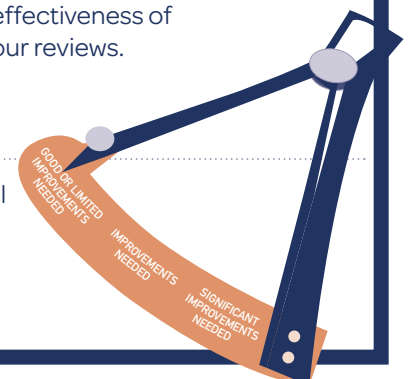 effectiveness of
our reviews.
l
GOOD OR LIMITED
IMPROVEMENTS
NEEDED
IMPROVEMENTS
NEEDED
SIGNIFICANT
IMPROVEMENTS
NEEDED